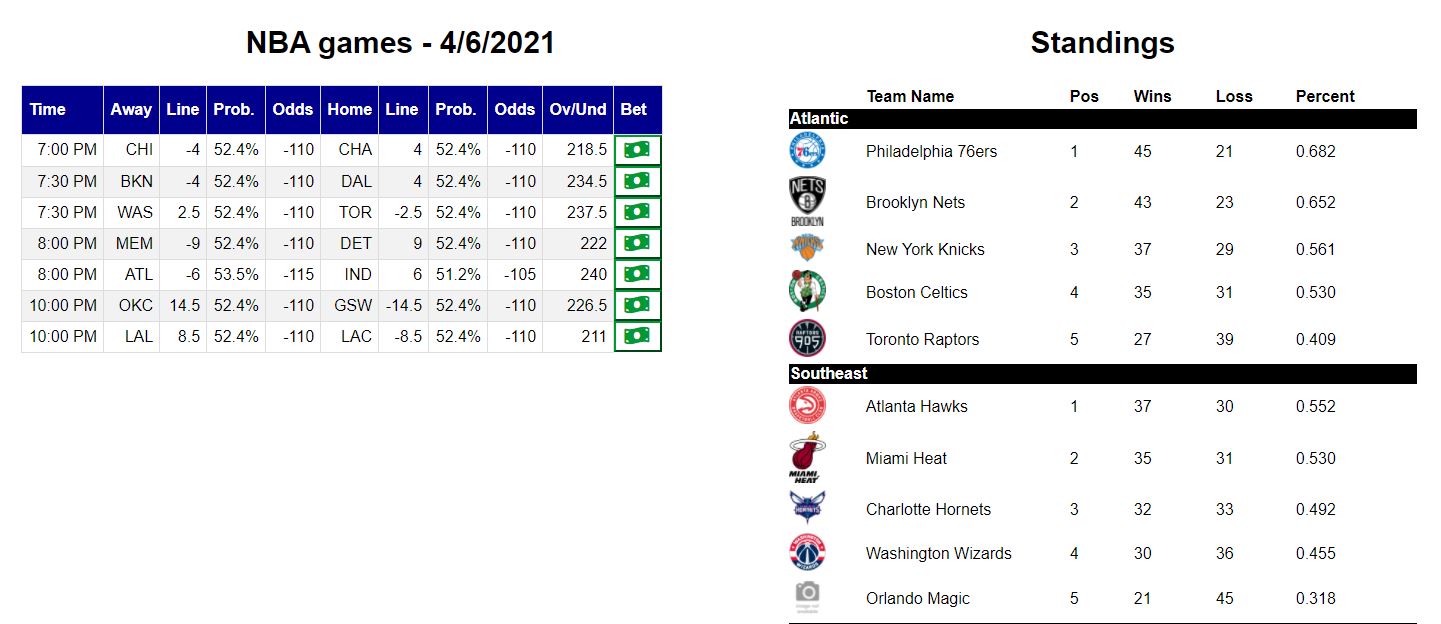 NBA games - 4/6/2021
Time Away Line Prob. Odds Home Line Prob. Odds Ov/Und Bet
7:00 PM CHI -4 52.4% -110 CHA 4 52.4% -110 218.5
7:30 PM BKN -4 52.4% -110 DAL 4 52.4% -110 234.5
7:30 PM WAS 2.5 52.4% -110 TOR -2.5 52.4% -110 237.5
8:00 PM MEM -9 52.4% -110 DET 9 52.4% -110 222
8:00 PM ATL -6 53.5% -115 IND 6 51.2% -105 240
10:00 PM OKC 14.5 52.4% -110 GSW -14.5 52.4% -110 226.5
10:00 PM LAL 8.5 52.4% -110 LAC -8.5 52.4% -110 211
Standings
Team Name Pos Wins Loss Percent
Atlantic
76ers Philadelphia 76ers 1 45 21 0.682
NETS B Brooklyn Nets 2 43 23 0.652
BROOKLYN
New York Knicks 3 37 29 0.561
Boston Celtics 4 35 31 0.530
RAPTORS 905 Toronto Raptors 5 27 39 0.409
Southeast
Atlanta Hawks 1 37 30 0.552
Miami Heat 2 35 31 0.530
MIAMI HEAT
HORNETS Charlotte Hornets 3 32 33 0.492
WIZARDS Washington Wizards 4 30 36 0.455
Orlando Magic 5 21 45 0.318